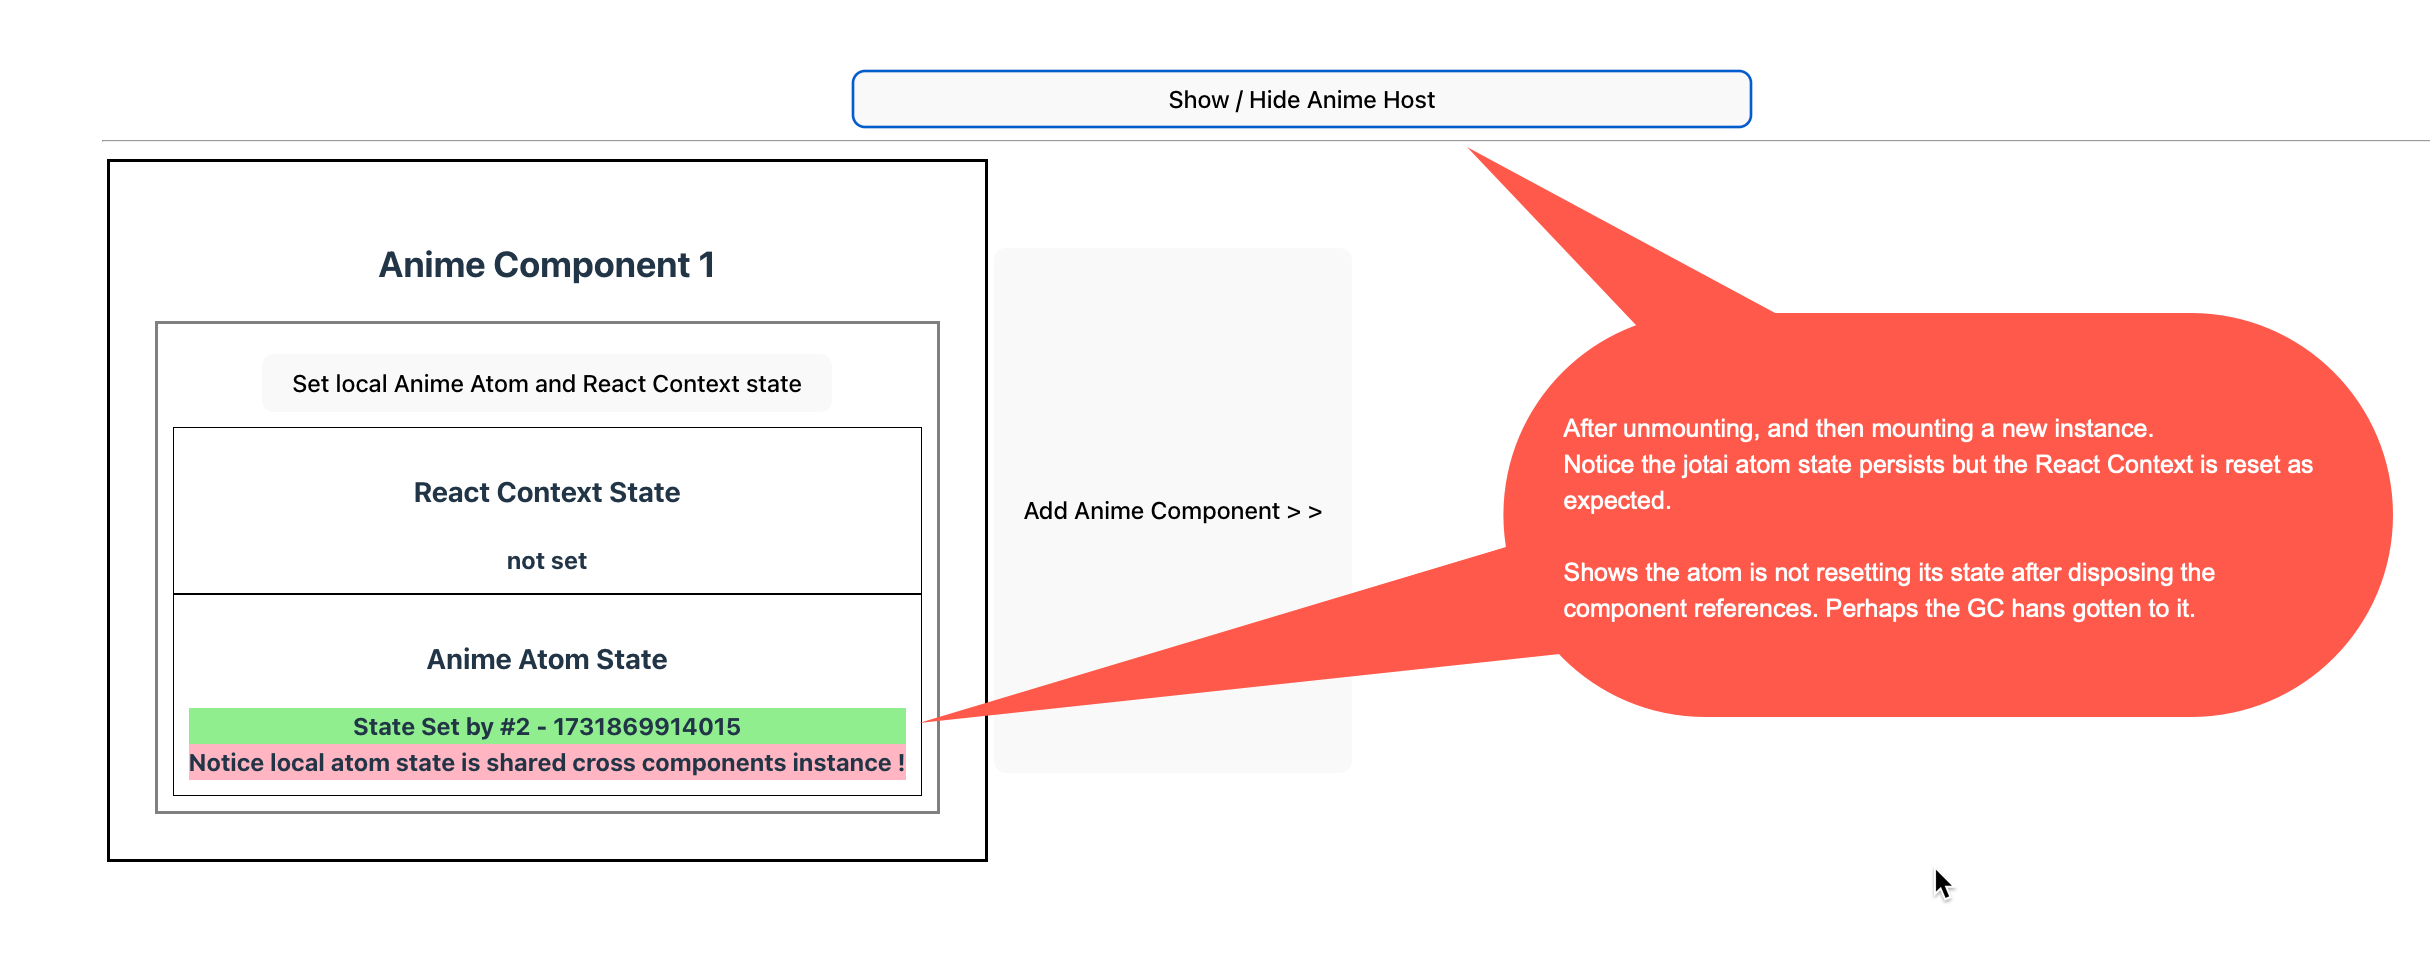 Show / Hide Anime Host
Anime Component 1
Set local Anime Atom and React Context state
React Context State
not set
Anime Atom State
State Set by #2 - 1731869914015
Notice local atom state is shared cross components instance !
Add Anime Component > >
After unmounting, and then mounting a new instance.
Notice the jotai atom state persists but the React Context is reset as
expected.
Shows the atom is not resetting its state after disposing the
component references. Perhaps the GC hans gotten to it.